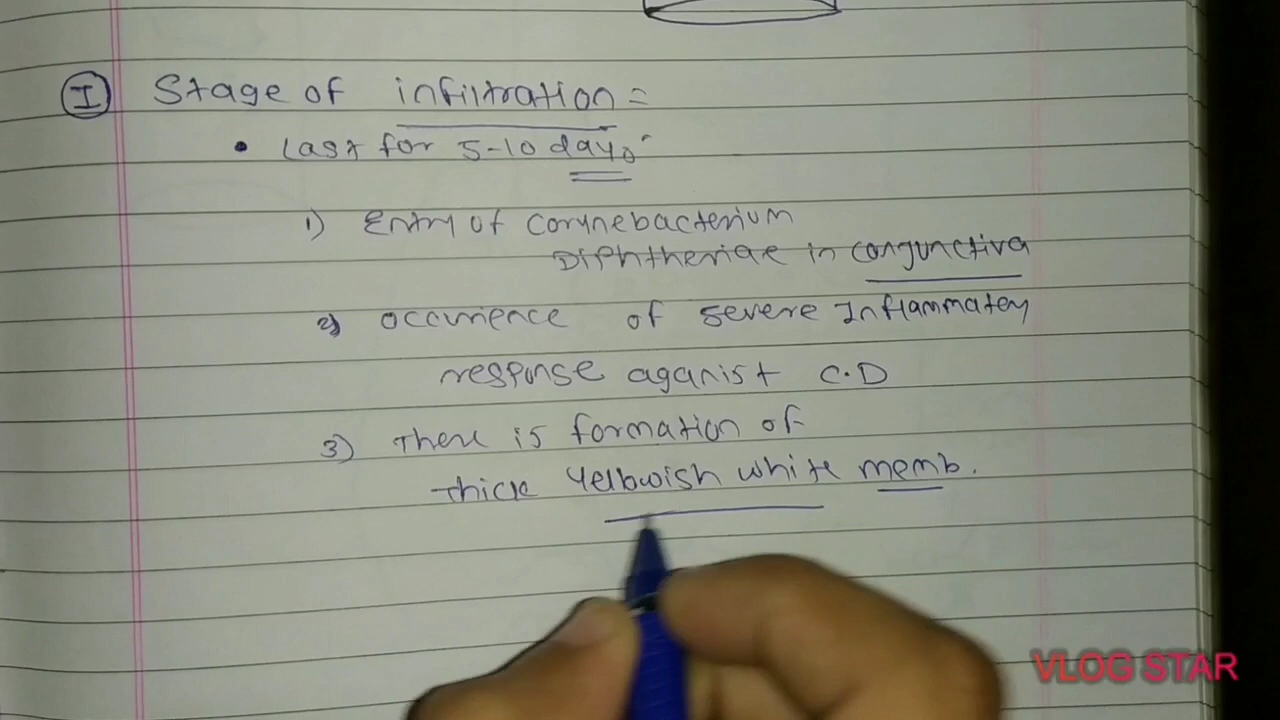 I Stage of infiltration =
• Last for 5-10 days
1) Entry of Corynebacterium
Diphtheriae in conjunctiva
2) Occurrence of severe Inflammatory
response aganist C.D
3) There is formation of
thick Yellowish white memb.
VLOG STAR